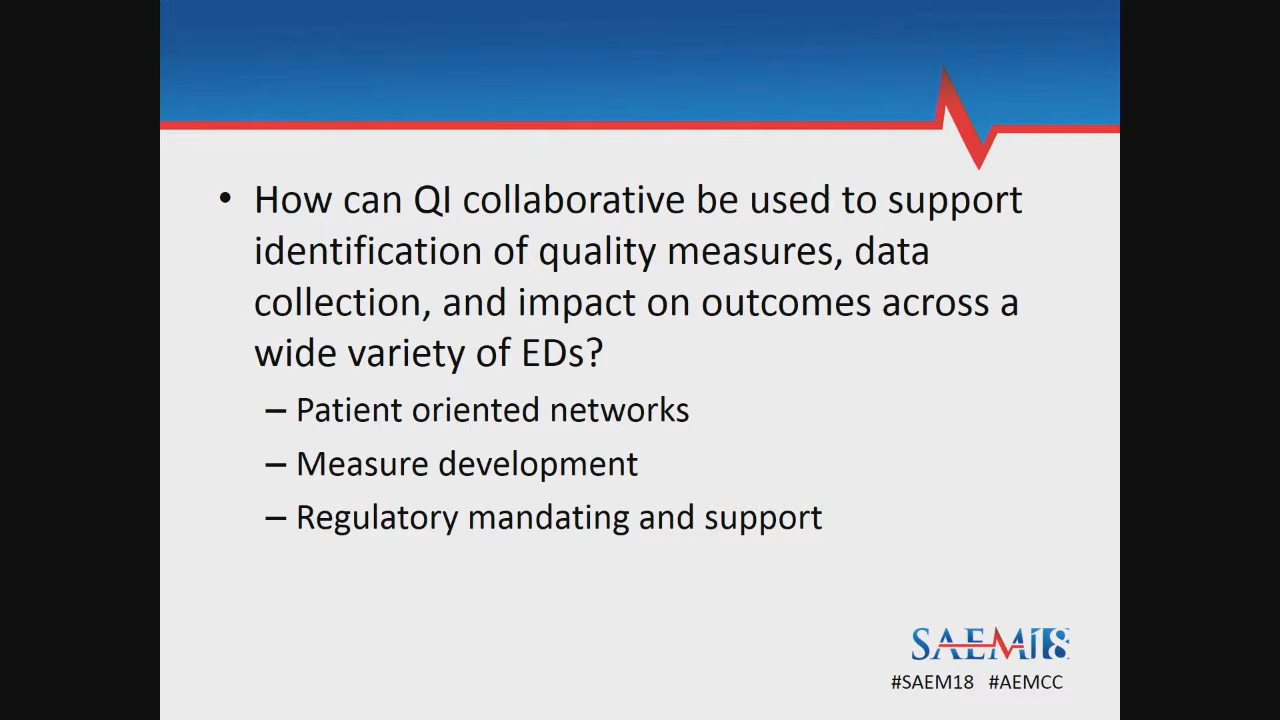 • How can QI collaborative be used to support
identification of quality measures, data
collection, and impact on outcomes across a
wide variety of EDs?
– Patient oriented networks
– Measure development
– Regulatory mandating and support
SAEM18
#SAEM18 #AEMCC